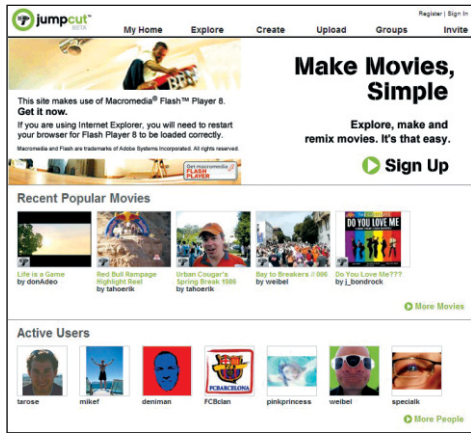 jumpcut™
BETA
Register | Sign In
My Home Explore Create Upload Groups Invite
This site makes use of Macromedia® Flash™ Player 8.
Get it now.
If you are using Internet Explorer, you will need to restart
your browser for Flash Player 8 to be loaded correctly.
Macromedia and Flash are trademarks of Adobe Systems Incorporated. All rights reserved.
Get macromedia
FLASH
PLAYER
Make Movies,
Simple
Explore, make and
remix movies. It's that easy.
Sign Up
Recent Popular Movies
DO YOU LOVE ME
Life is a Game
by donAdeo
Red Bull Rampage
Highlight Reel
by tahoerik
Urban Cougar's
Spring Break 1986
by tahoerik
Bay to Breakers // 006
by weibel
Do You Love Me???
by j_bondrock
More Movies
Active Users
FCBARCELONA
tarose
mikef
deniman
FCBclan
pinkprincess
weibel
specialk
More People